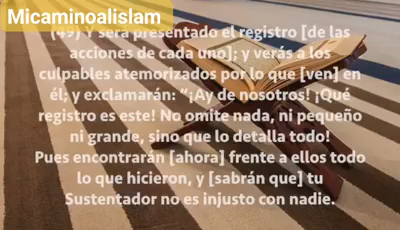 Micaminoalislam
(49) Y será presentado el registro [de las
acciones de cada uno]; y verás a los
culpables atemorizados por lo que [ven] en
él; y exclamarán: “¡Ay de nosotros! ¡Qué
registro es este! No omite nada, ni pequeño
ni grande, sino que lo detalla todo!
Pues encontrarán [ahora] frente a ellos todo
lo que hicieron, y [sabrán que] tu
Sustentador no es injusto con nadie.